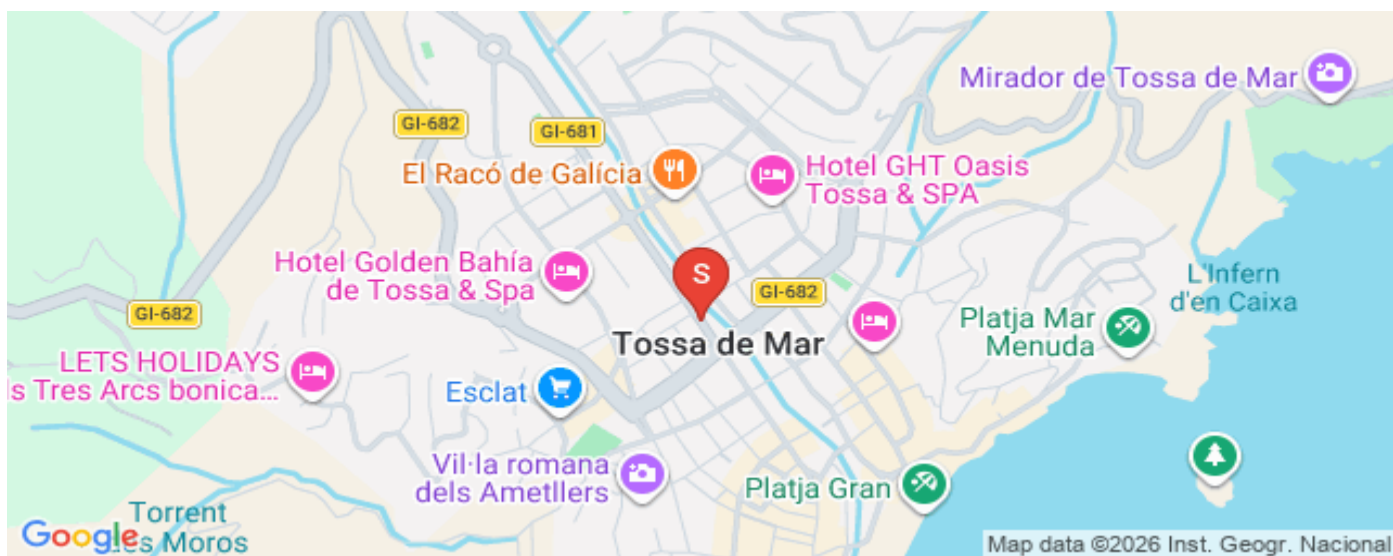 Mirador de Tossa de Mar
GI-682
GI-681
El Racó de Galícia
Hotel GHT Oasis
Tossa & SPA
Hotel Golden Bahía
de Tossa & Spa
S
GI-682
L'Infern
d'en Caixa
GI-682
Tossa de Mar
Platja Mar
Menuda
LETS HOLIDAYS
ls Tres Arcs bonica...
Esclat
Vil·la romana
dels Ametllers
Platja Gran
Torrent
des Moros
Google
Map data ©2026 Inst. Geogr. Nacional